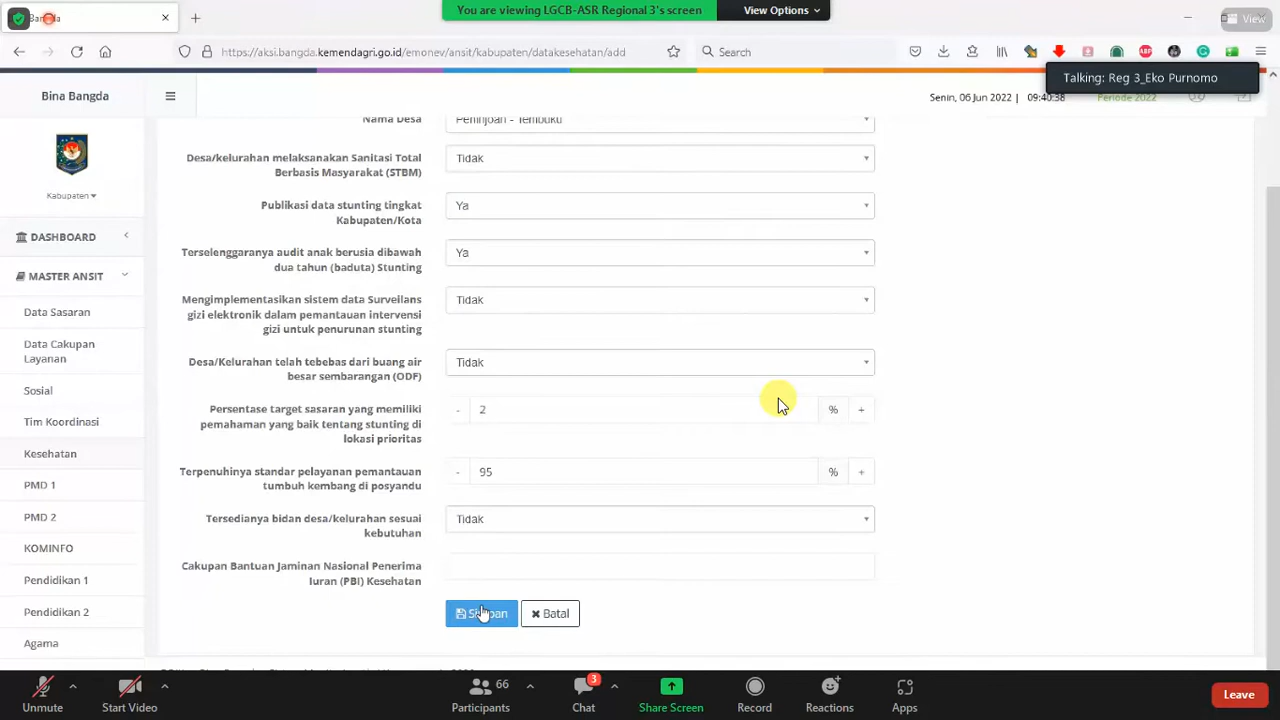 You are viewing LGCB-ASR Regional 3's screen
View Options
View
https://aksi.bangda.kemendagri.go.id/emonev/ansit/kabupaten/datakesehatan/add
Search
Talking: Reg 3_Eko Purnomo
Bina Bangda
Senin, 06 Jun 2022 | 09:40:38
Periode 2022
Kabupaten
DASHBOARD
MASTER ANSIT
Data Sasaran
Data Cakupan
Layanan
Sosial
Tim Koordinasi
Kesehatan
PMD 1
PMD 2
KOMINFO
Pendidikan 1
Pendidikan 2
Agama
Nama Desa
Peninjoan - Tembuku
Desa/kelurahan melaksanakan Sanitasi Total
Berbasis Masyarakat (STBM)
Tidak
Publikasi data stunting tingkat
Kabupaten/Kota
Ya
Terselenggaranya audit anak berusia dibawah
dua tahun (baduta) Stunting
Ya
Mengimplementasikan sistem data Surveilans
gizi elektronik dalam pemantauan intervensi
gizi untuk penurunan stunting
Tidak
Desa/Kelurahan telah tebebas dari buang air
besar sembarangan (ODF)
Tidak
Persentase target sasaran yang memiliki
pemahaman yang baik tentang stunting di
lokasi prioritas
- 2 % +
Terpenuhinya standar pelayanan pemantauan
tumbuh kembang di posyandu
- 95 % +
Tersedianya bidan desa/kelurahan sesuai
kebutuhan
Tidak
Cakupan Bantuan Jaminan Nasional Penerima
Iuran (PBI) Kesehatan
Simpan
Batal
Unmute
Start Video
66
Participants
3
Chat
Share Screen
Record
Reactions
Apps
Leave